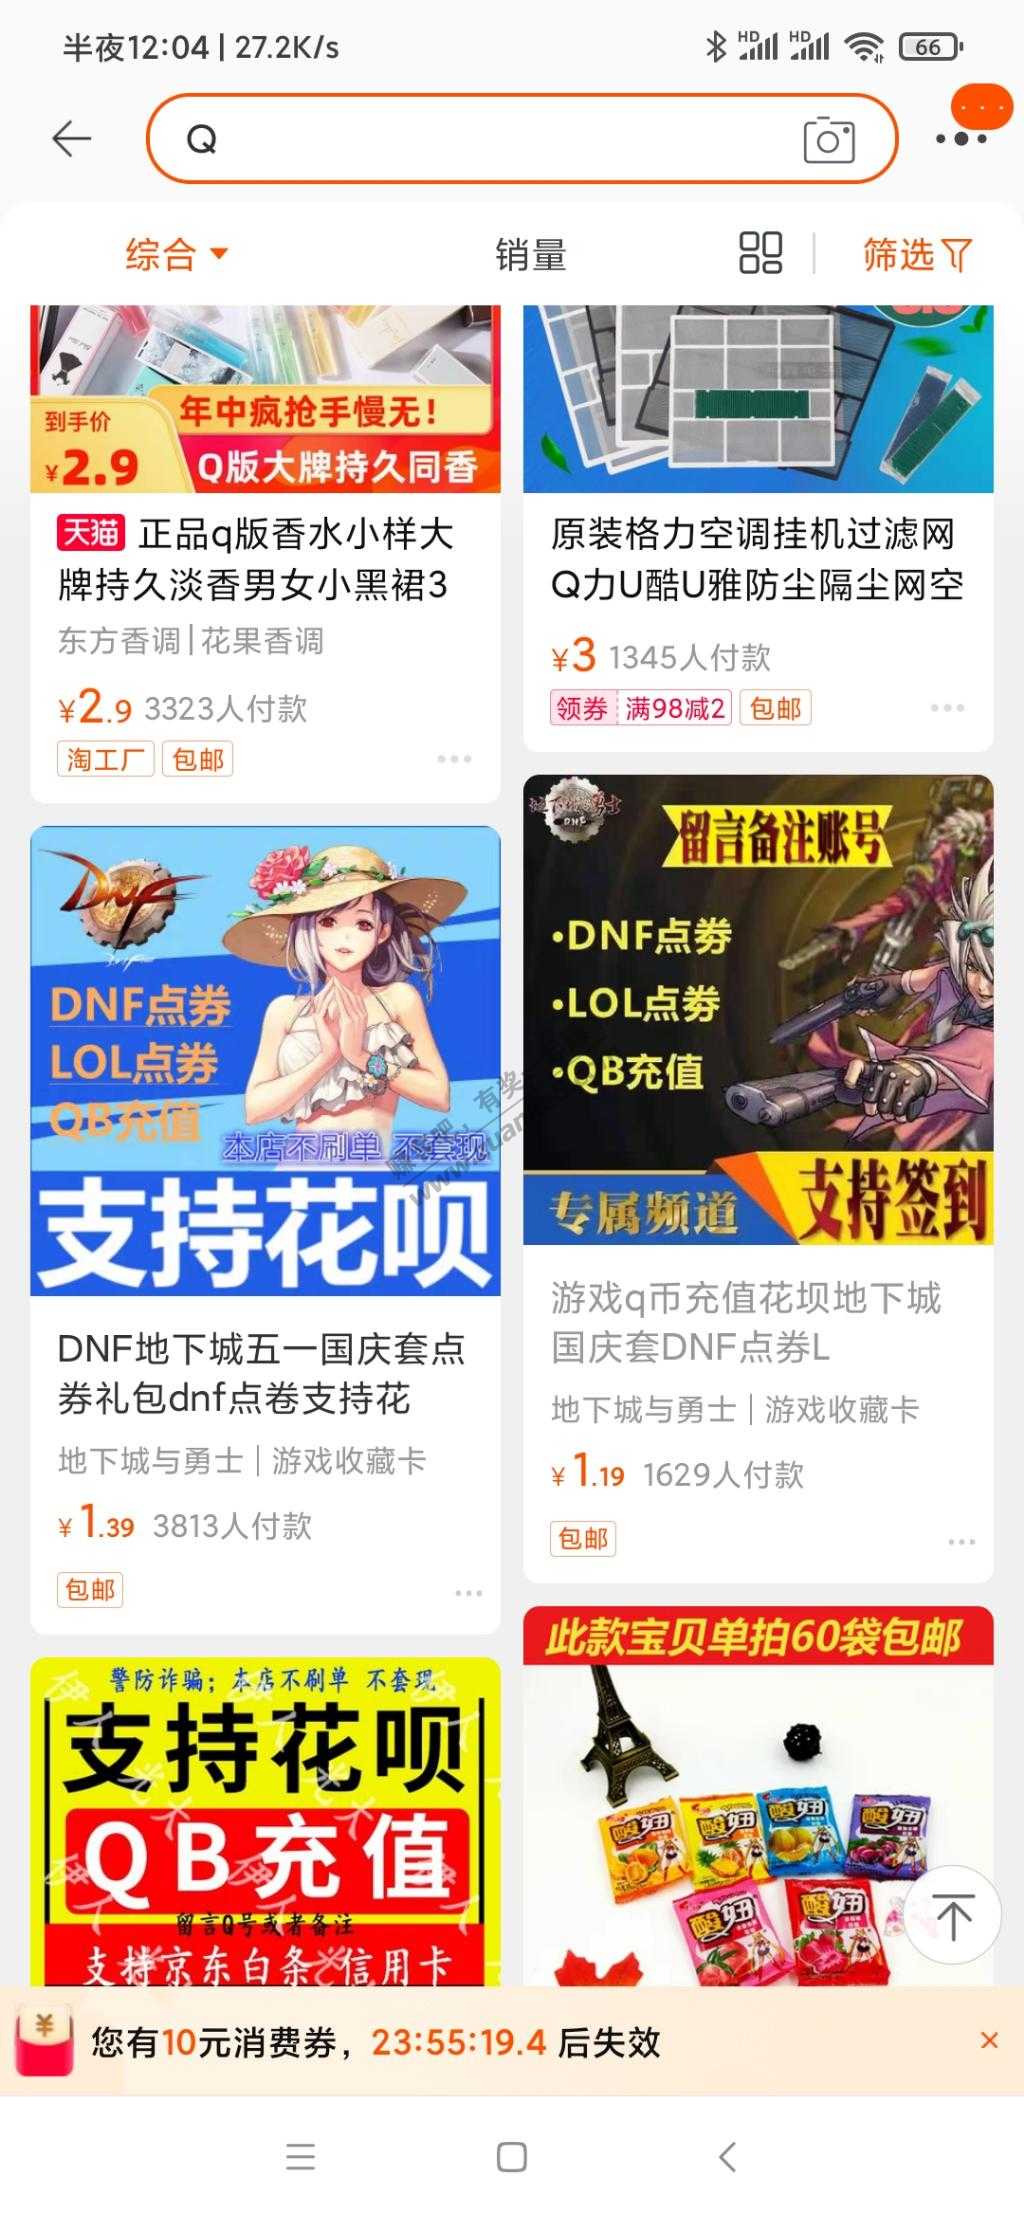 半夜12:04 | 27.2K/s
HD
HD
66
Q
综合
销量
筛选
到手价
¥2.9
年中疯抢手慢无！
Q版大牌持久同香
天猫 正品q版香水小样大
牌持久淡香男女小黑裙3
东方香调|花果香调
¥2.9 3323人付款
淘工厂 包邮
原装格力空调挂机过滤网
Q力U酷U雅防尘隔尘网空
¥3 1345人付款
领券 满98减2 包邮
DNF
DNF点券
LOL点券
QB充值
本店不刷单 不套现
支持花呗
DNF地下城五一国庆套点
券礼包dnf点卷支持花
地下城与勇士|游戏收藏卡
¥1.39 3813人付款
包邮
留言备注账号
•DNF点劵
•LOL点劵
•QB充值
专属频道
支持签到
游戏q币充值花坝地下城
国庆套DNF点券L
地下城与勇士|游戏收藏卡
¥1.19 1629人付款
包邮
警防诈骗；本店不刷单 不套现
支持花呗
QB充值
留言Q号或者备注
支持京东白条 信用卡
此款宝贝单拍60袋包邮
酸妞
酸妞
酸妞
酸妞
酸妞
酸妞
您有10元消费券，23:55:19.4 后失效